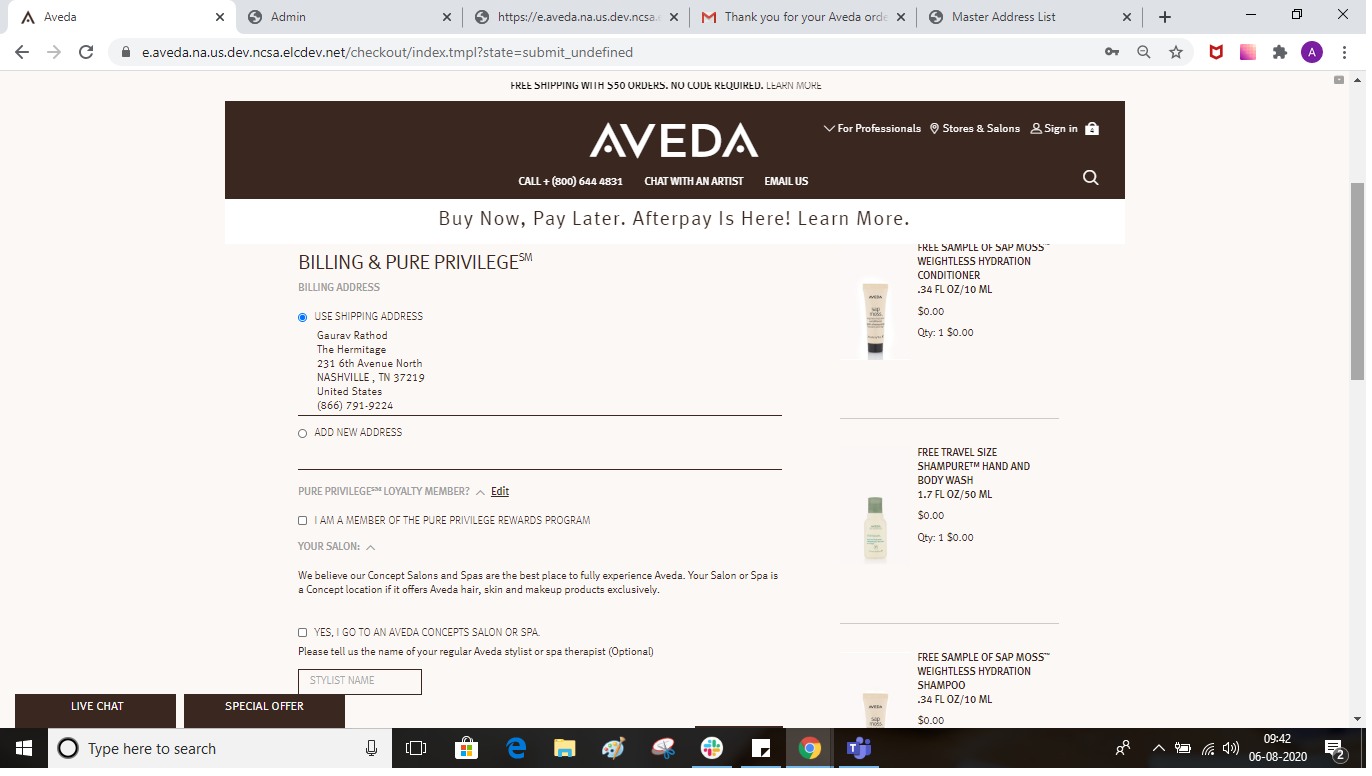 Aveda
Admin
https://e.aveda.na.us.dev.ncsa.
Thank you for your Aveda orde
Master Address List
e.aveda.na.us.dev.ncsa.elcdev.net/checkout/index.tmpl?state=submit_undefined
A
FREE SHIPPING WITH $50 ORDERS. NO CODE REQUIRED. LEARN MORE
AVEDA
For Professionals
Stores & Salons
Sign in
4
CALL + (800) 644 4831
CHAT WITH AN ARTIST
EMAIL US
Buy Now, Pay Later. Afterpay Is Here! Learn More.
BILLING & PURE PRIVILEGE℠
BILLING ADDRESS
USE SHIPPING ADDRESS
Gaurav Rathod
The Hermitage
231 6th Avenue North
NASHVILLE , TN 37219
United States
(866) 791-9224
ADD NEW ADDRESS
PURE PRIVILEGE℠ LOYALTY MEMBER? Edit
I AM A MEMBER OF THE PURE PRIVILEGE REWARDS PROGRAM
YOUR SALON:
We believe our Concept Salons and Spas are the best place to fully experience Aveda. Your Salon or Spa is
a Concept location if it offers Aveda hair, skin and makeup products exclusively.
YES, I GO TO AN AVEDA CONCEPTS SALON OR SPA.
Please tell us the name of your regular Aveda stylist or spa therapist (Optional)
STYLIST NAME
FREE SAMPLE OF SAP MOSS™
WEIGHTLESS HYDRATION
CONDITIONER
.34 FL OZ/10 ML
$0.00
Qty: 1 $0.00
AVEDA
sap
moss
FREE TRAVEL SIZE
SHAMPURE™ HAND AND
BODY WASH
1.7 FL OZ/50 ML
$0.00
Qty: 1 $0.00
FREE SAMPLE OF SAP MOSS™
WEIGHTLESS HYDRATION
SHAMPOO
.34 FL OZ/10 ML
$0.00
AVEDA
sap
LIVE CHAT
SPECIAL OFFER
Type here to search
09:42
06-08-2020
2